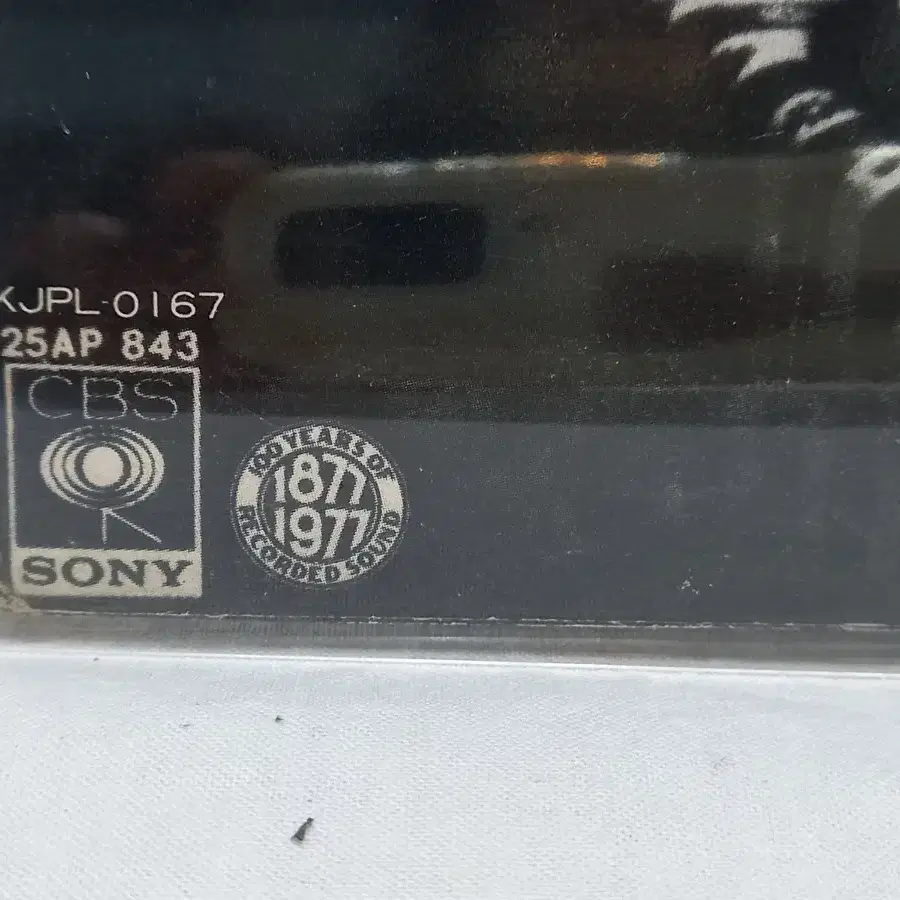 KJPL-0167
25AP 843
CBS
SONY
100 YEARS OF
1877
1977
RECORDED SOUND